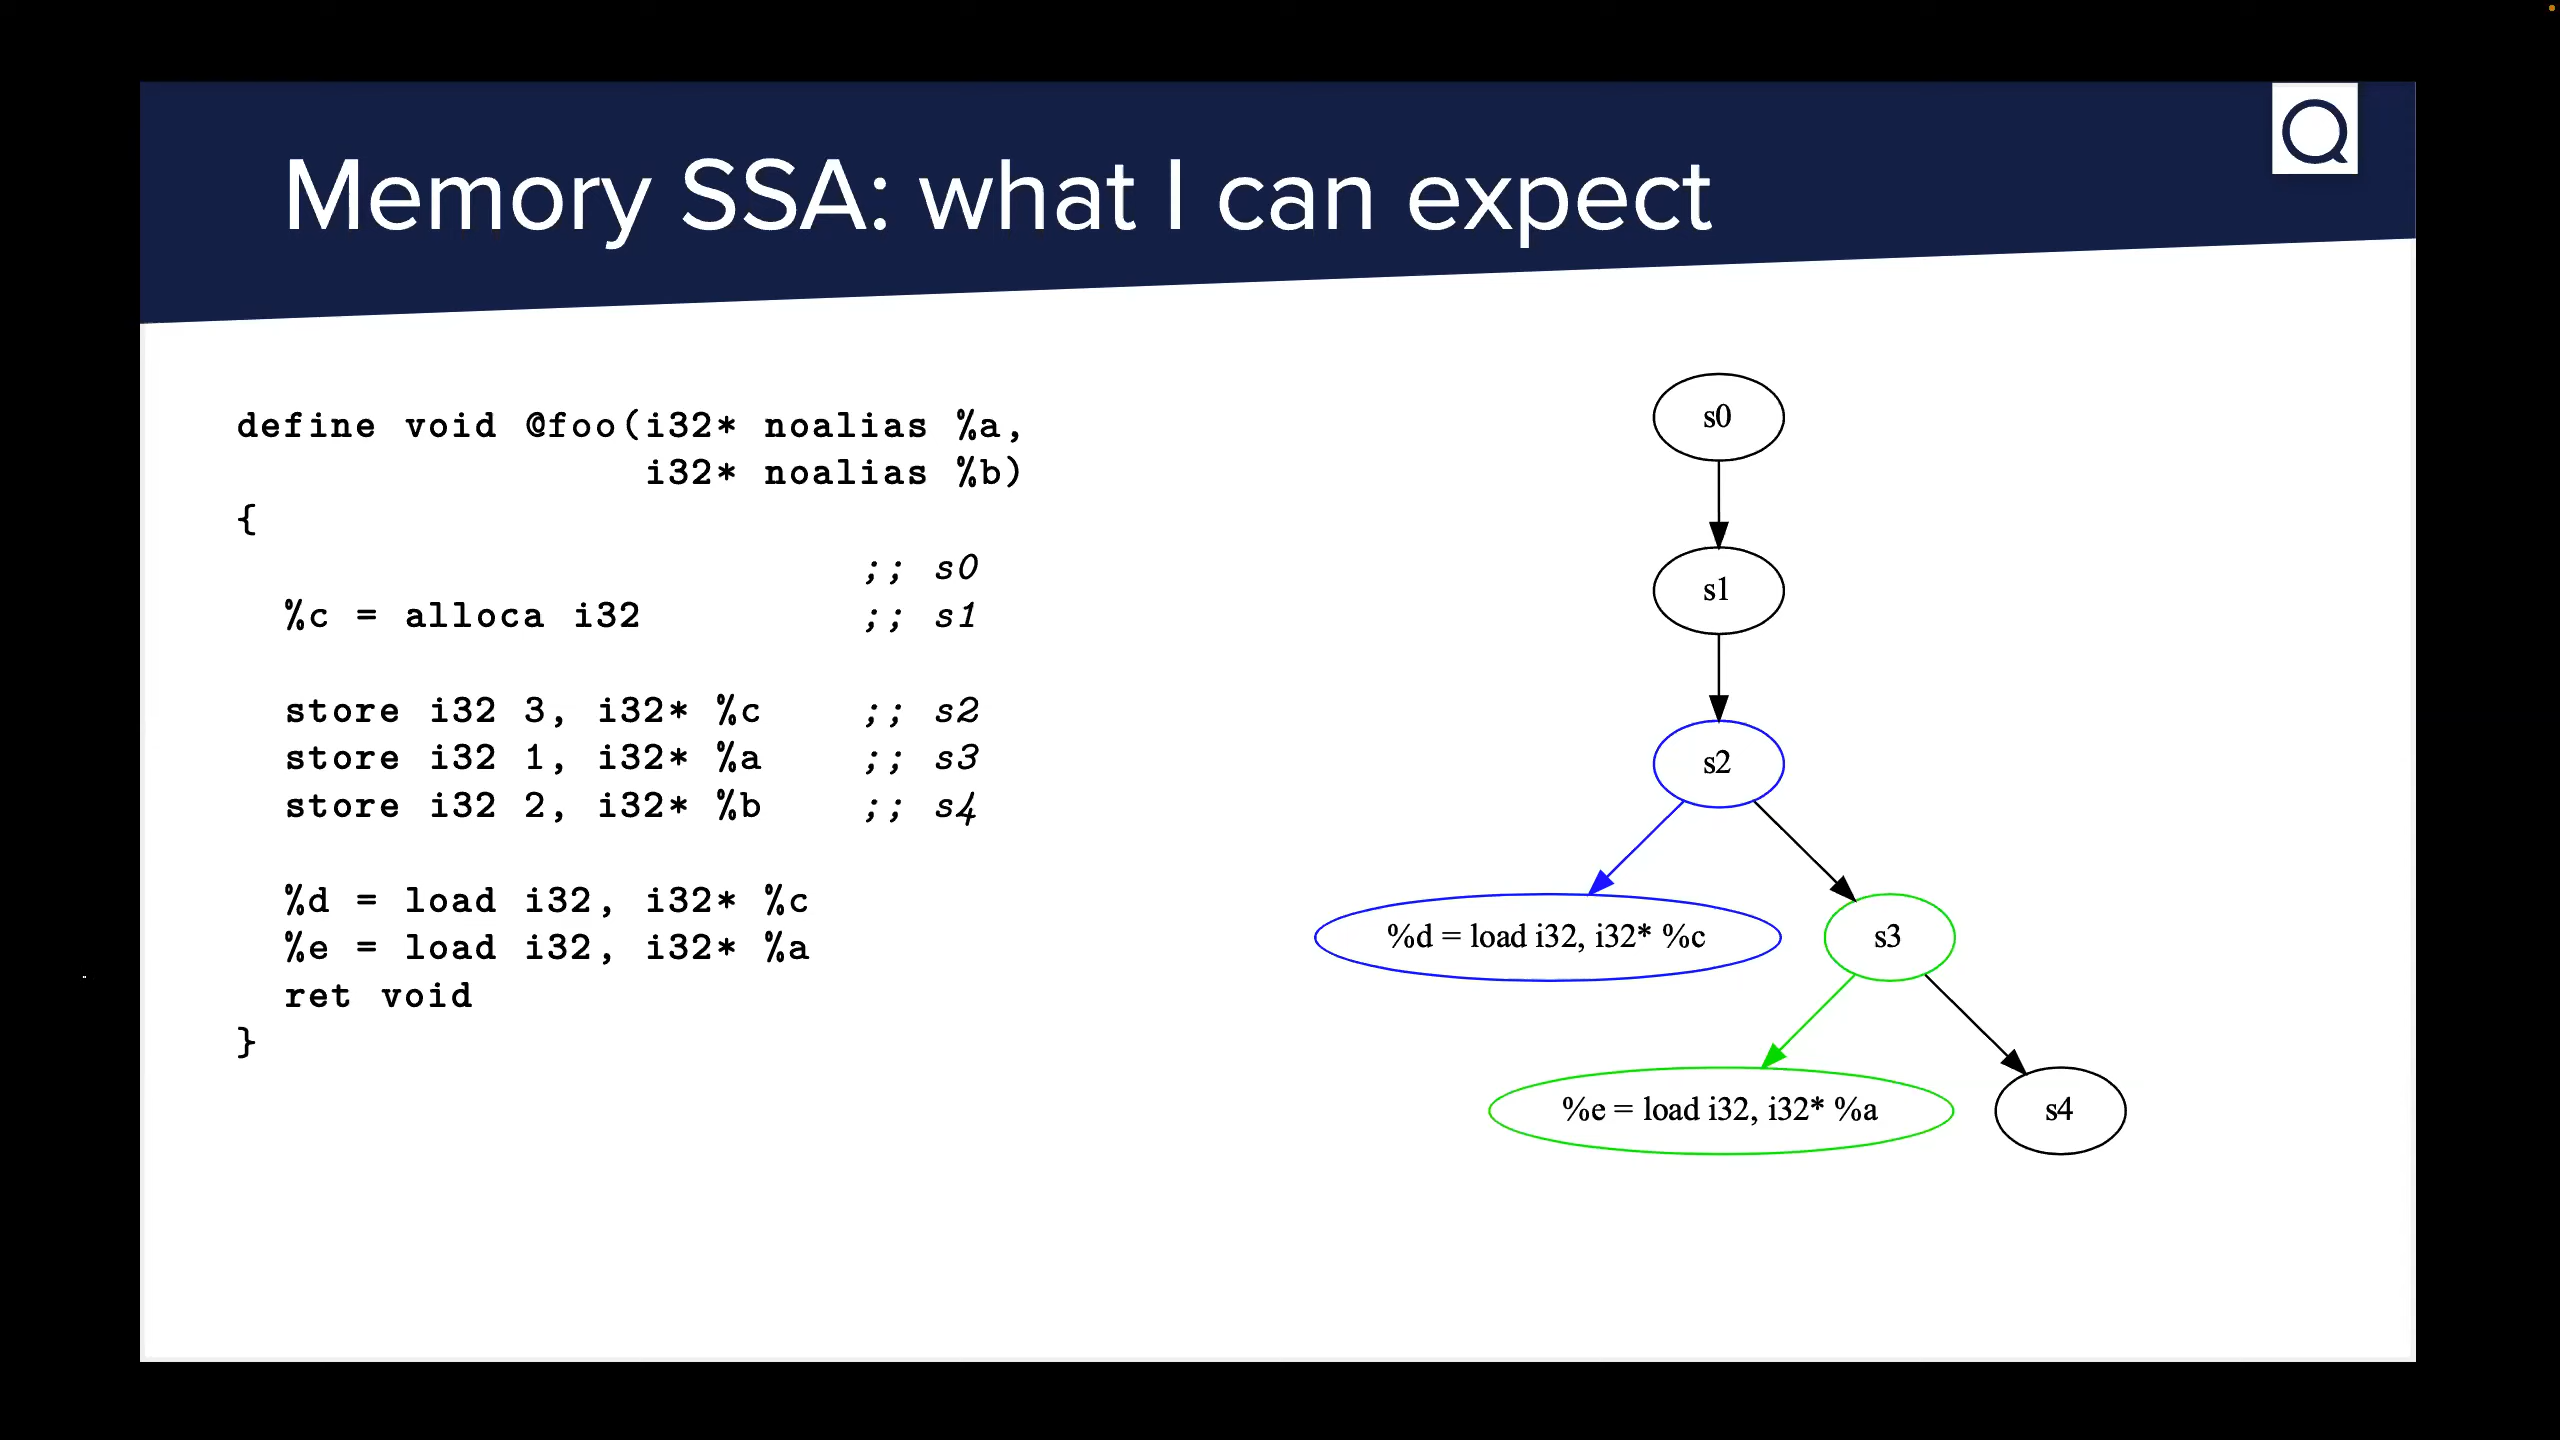 Memory SSA: what I can expect
define void @foo(i32* noalias %a,
i32* noalias %b)
{
;; s0
%c = alloca i32 ;; s1
store i32 3, i32* %c ;; s2
store i32 1, i32* %a ;; s3
store i32 2, i32* %b ;; s4
%d = load i32, i32* %c
%e = load i32, i32* %a
ret void
}
s0
s1
s2
%d = load i32, i32* %c
s3
%e = load i32, i32* %a
s4